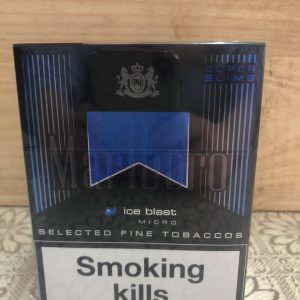 SUPER
SLIMS
Marlboro
ice blast
MICRO
SELECTED FINE TOBACCOS
Smoking
kills